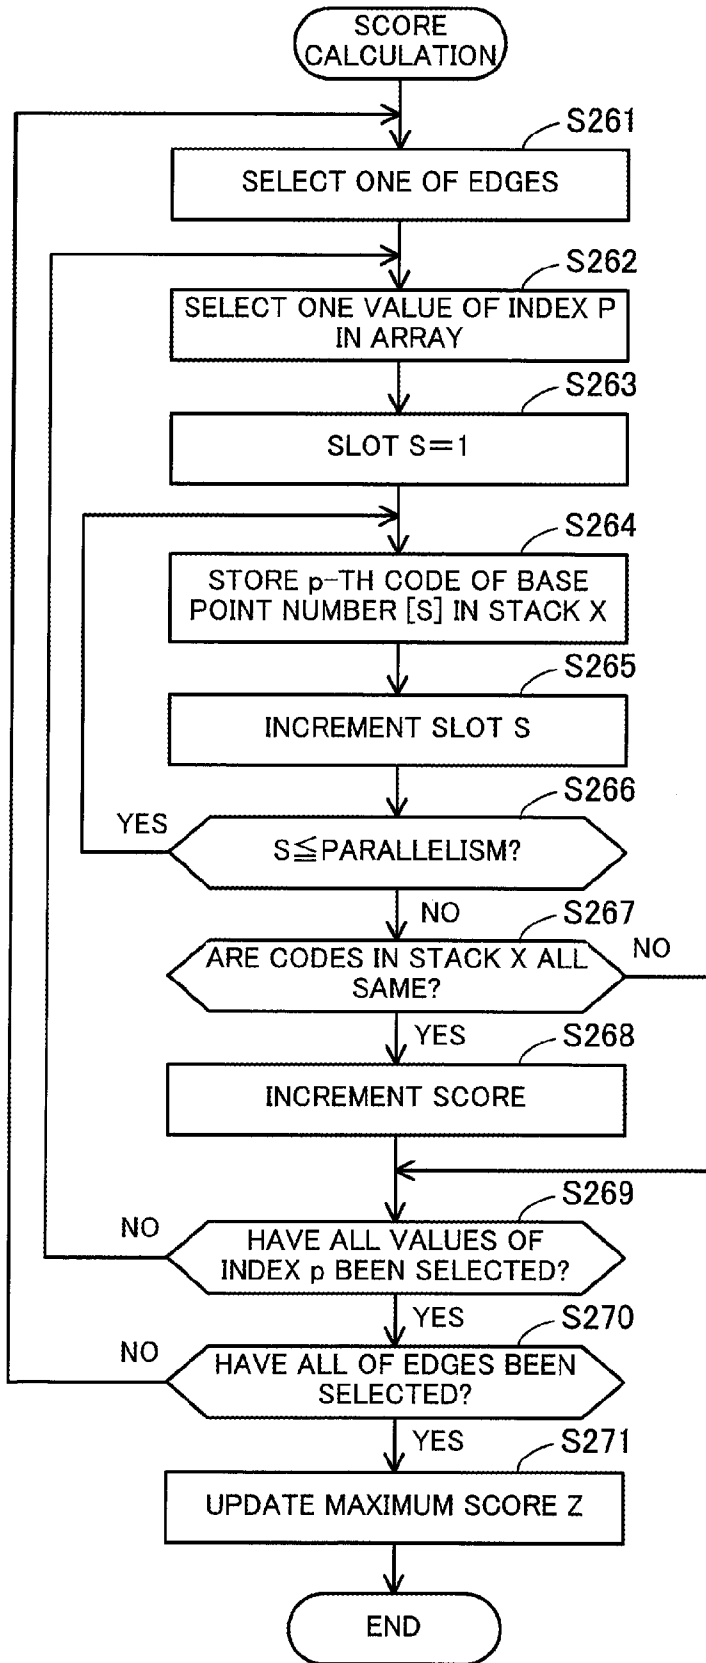 SCORE
CALCULATION
S261
SELECT ONE OF EDGES
S262
SELECT ONE VALUE OF INDEX P
IN ARRAY
S263
SLOT S=1
S264
STORE p-TH CODE OF BASE
POINT NUMBER [S] IN STACK X
S265
INCREMENT SLOT S
S266
YES
S≦PARALLELISM?
NO
S267
ARE CODES IN STACK X ALL
SAME?
NO
YES
S268
INCREMENT SCORE
S269
NO
HAVE ALL VALUES OF
INDEX p BEEN SELECTED?
YES
S270
NO
HAVE ALL OF EDGES BEEN
SELECTED?
YES
S271
UPDATE MAXIMUM SCORE Z
END